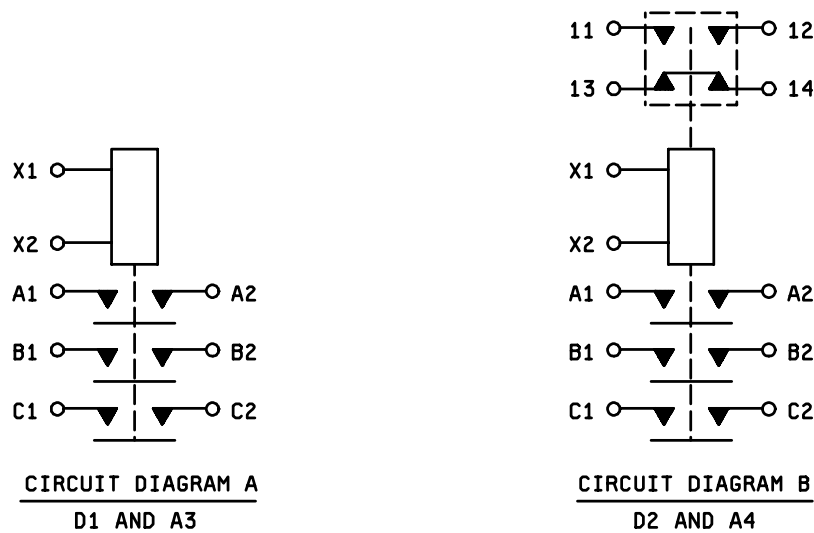 11 12
13 14
X1
X2
A1 A2
B1 B2
C1 C2
CIRCUIT DIAGRAM A
D1 AND A3
X1
X2
A1 A2
B1 B2
C1 C2
CIRCUIT DIAGRAM B
D2 AND A4